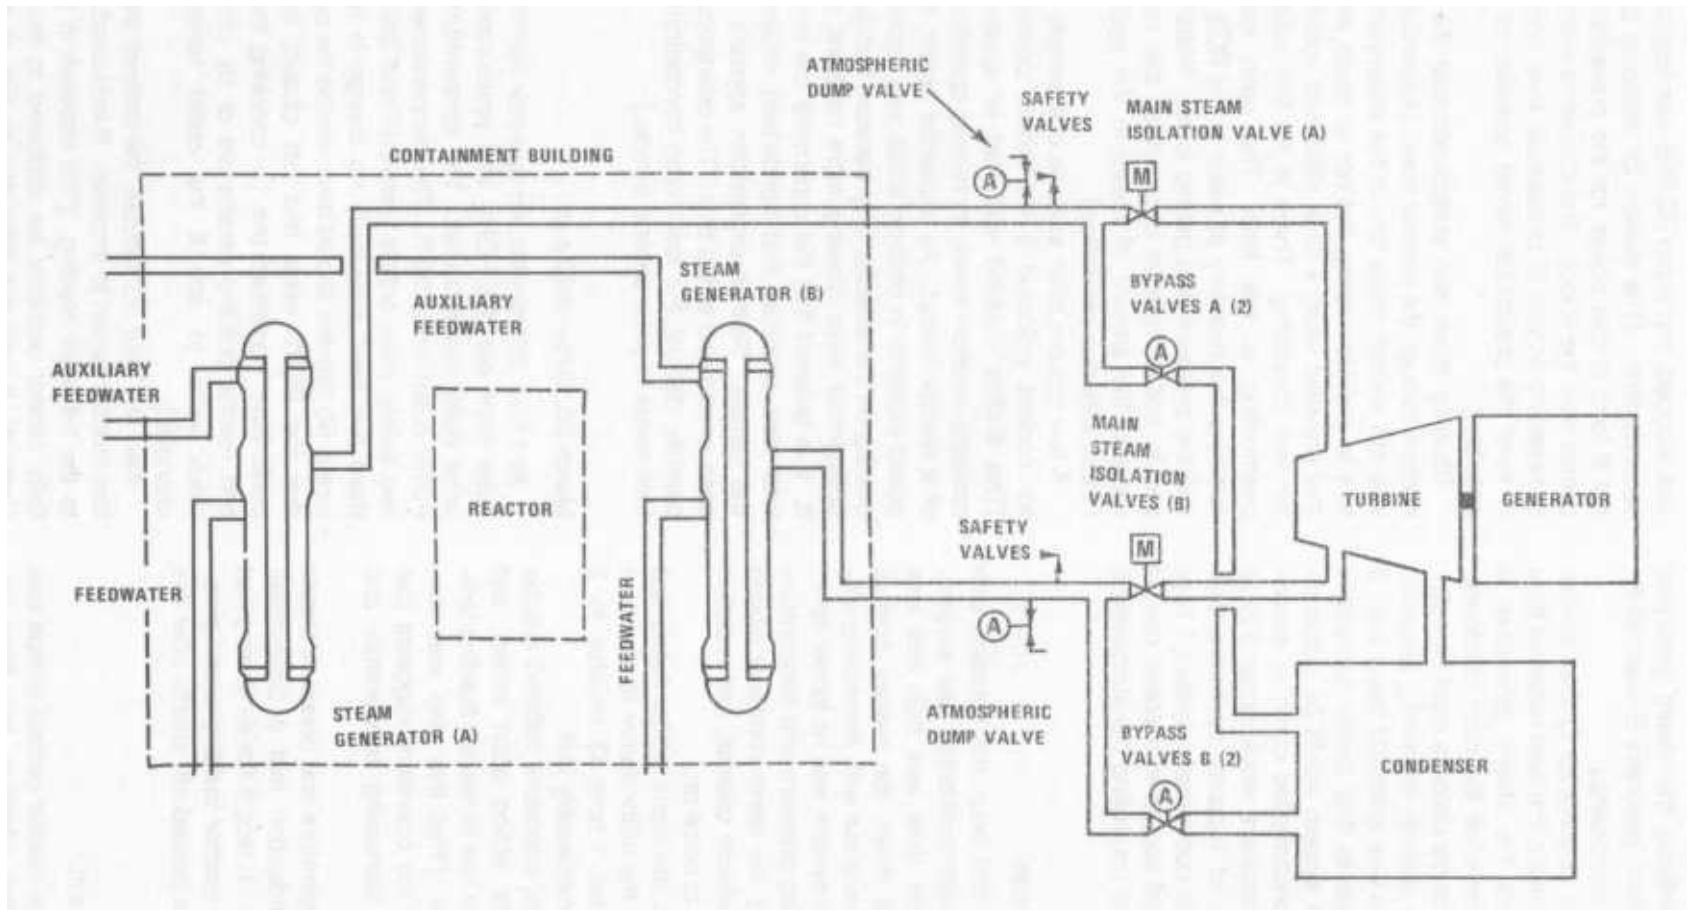 ATMOSPHERIC
DUMP VALVE
SAFETY
VALVES
MAIN STEAM
ISOLATION VALVE (A)
CONTAINMENT BUILDING
A
M
STEAM
GENERATOR (B)
AUXILIARY
FEEDWATER
BYPASS
VALVES A (2)
A
AUXILIARY
FEEDWATER
MAIN
STEAM
ISOLATION
VALVES (B)
REACTOR
TURBINE
GENERATOR
SAFETY
VALVES
M
FEEDWATER
FEEDWATER
A
STEAM
GENERATOR (A)
ATMOSPHERIC
DUMP VALVE
BYPASS
VALVES B (2)
A
CONDENSER